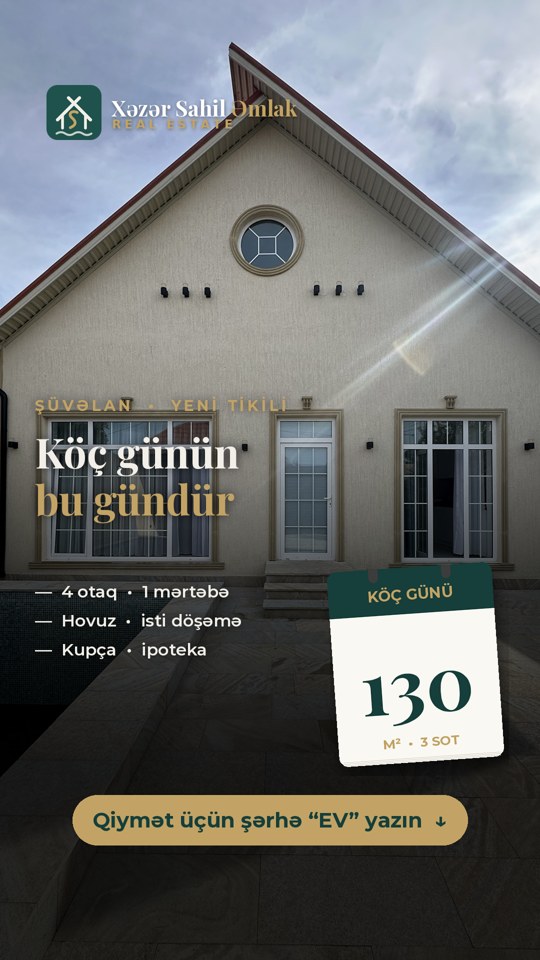 Xəzər Sahil Əmlak
REAL ESTATE
ŞÜVƏLAN • YENİ TİKİLİ
Köç günün
bu gündür
— 4 otaq • 1 mərtəbə
— Hovuz • isti döşəmə
— Kupça • ipoteka
KÖÇ GÜNÜ
130
M² • 3 SOT
Qiymət üçün şərhə “EV” yazın ↓